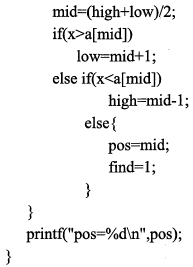 mid=(high+low)/2;
if(x>a[mid])
low=mid+1;
else if(x<a[mid])
high=mid-1;
else{
pos=mid;
find=1;
}
}
printf("pos=%d\n",pos);
}